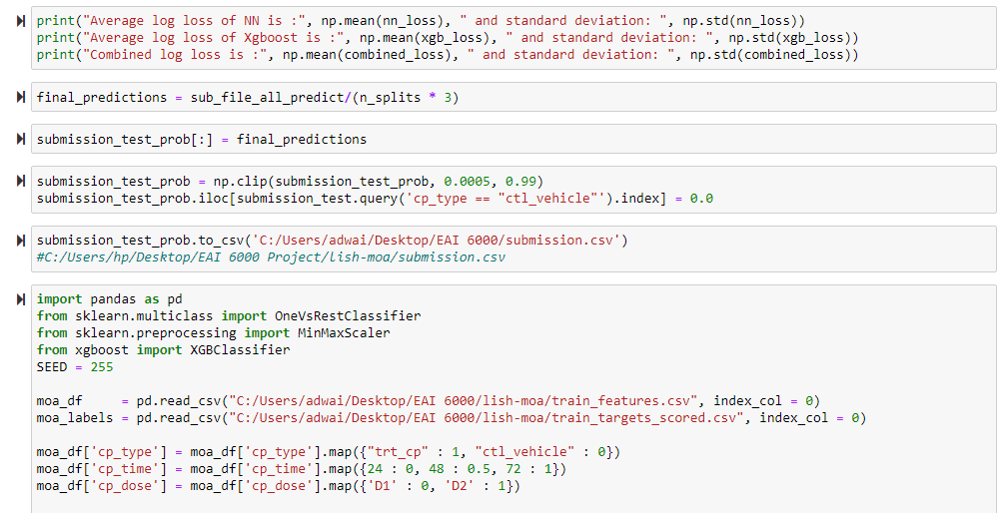 print("Average log loss of NN is :", np.mean(nn_loss), " and standard deviation: ", np.std(nn_loss))
print("Average log loss of Xgboost is :", np.mean(xgb_loss), " and standard deviation: ", np.std(xgb_loss))
print("Combined log loss is :", np.mean(combined_loss), " and standard deviation: ", np.std(combined_loss))
final_predictions = sub_file_all_predict/(n_splits * 3)
submission_test_prob[:] = final_predictions
submission_test_prob = np.clip(submission_test_prob, 0.0005, 0.99)
submission_test_prob.iloc[submission_test.query('cp_type == "ctl_vehicle"').index] = 0.0
submission_test_prob.to_csv('C:/Users/adwai/Desktop/EAI 6000/submission.csv')
#C:/Users/hp/Desktop/EAI 6000 Project/lish-moa/submission.csv
import pandas as pd
from sklearn.multiclass import OneVsRestClassifier
from sklearn.preprocessing import MinMaxScaler
from xgboost import XGBClassifier
SEED = 255
moa_df     = pd.read_csv("C:/Users/adwai/Desktop/EAI 6000/lish-moa/train_features.csv", index_col = 0)
moa_labels = pd.read_csv("C:/Users/adwai/Desktop/EAI 6000/lish-moa/train_targets_scored.csv", index_col = 0)
moa_df['cp_type'] = moa_df['cp_type'].map({"trt_cp" : 1, "ctl_vehicle" : 0})
moa_df['cp_time'] = moa_df['cp_time'].map({24 : 0, 48 : 0.5, 72 : 1})
moa_df['cp_dose'] = moa_df['cp_dose'].map({'D1' : 0, 'D2' : 1})